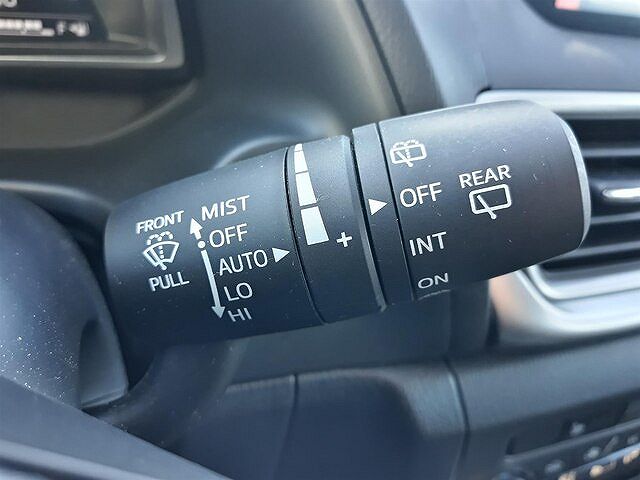 FRONT
PULL
MIST
OFF
AUTO
LO
HI
+
OFF
INT
ON
REAR